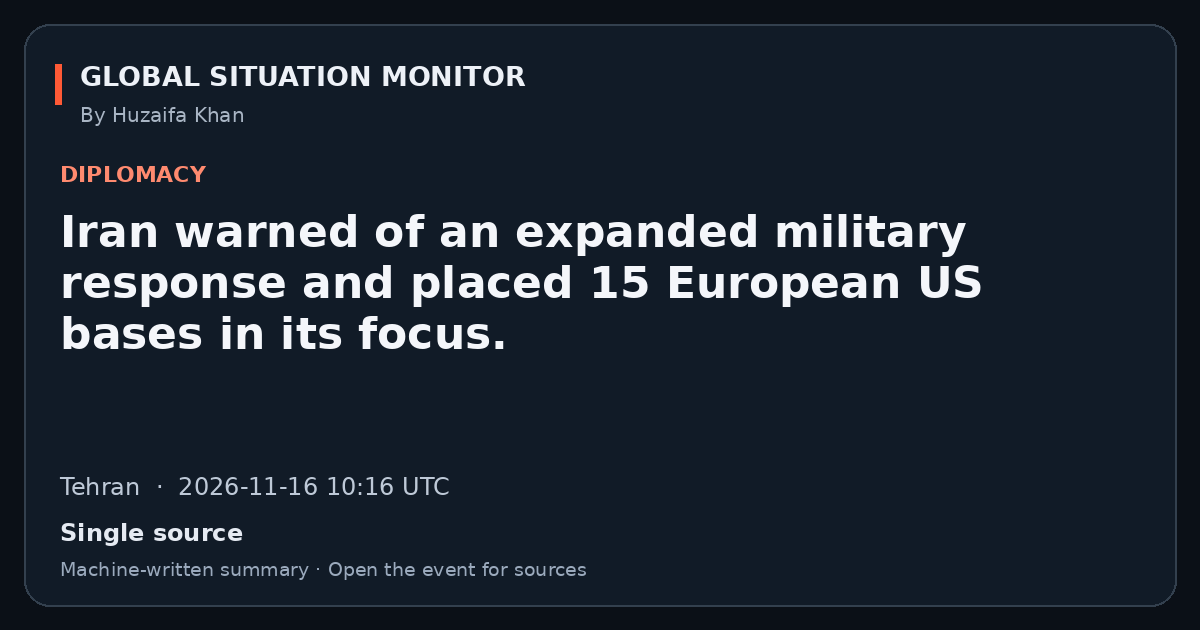 GLOBAL SITUATION MONITOR
By Huzaifa Khan
DIPLOMACY
Iran warned of an expanded military
response and placed 15 European US
bases in its focus.
Tehran · 2026-11-16 10:16 UTC
Single source
Machine-written summary · Open the event for sources